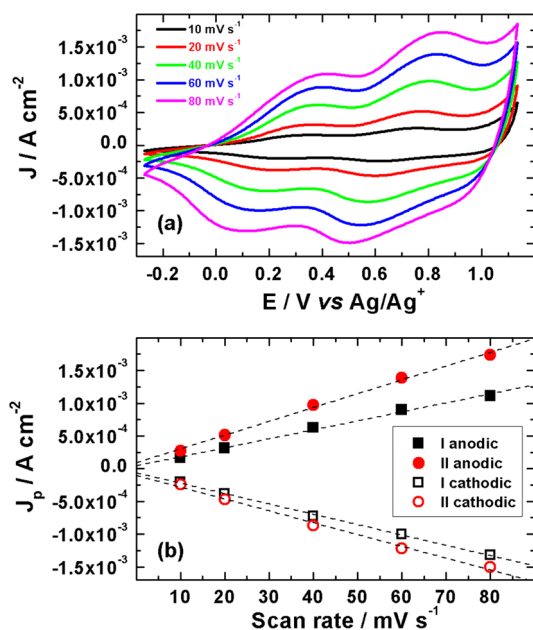 10 mV s⁻¹
20 mV s⁻¹
40 mV s⁻¹
60 mV s⁻¹
80 mV s⁻¹
1.5x10⁻³
1.0x10⁻³
5.0x10⁻⁴
0.0
-5.0x10⁻⁴
-1.0x10⁻³
-1.5x10⁻³
J / A cm⁻²
(a)
-0.2 0.0 0.2 0.4 0.6 0.8 1.0
E / V vs Ag/Ag⁺
1.5x10⁻³
1.0x10⁻³
5.0x10⁻⁴
0.0
-5.0x10⁻⁴
-1.0x10⁻³
-1.5x10⁻³
Jₚ / A cm⁻²
I anodic
II anodic
I cathodic
II cathodic
(b)
10 20 30 40 50 60 70 80
Scan rate / mV s⁻¹